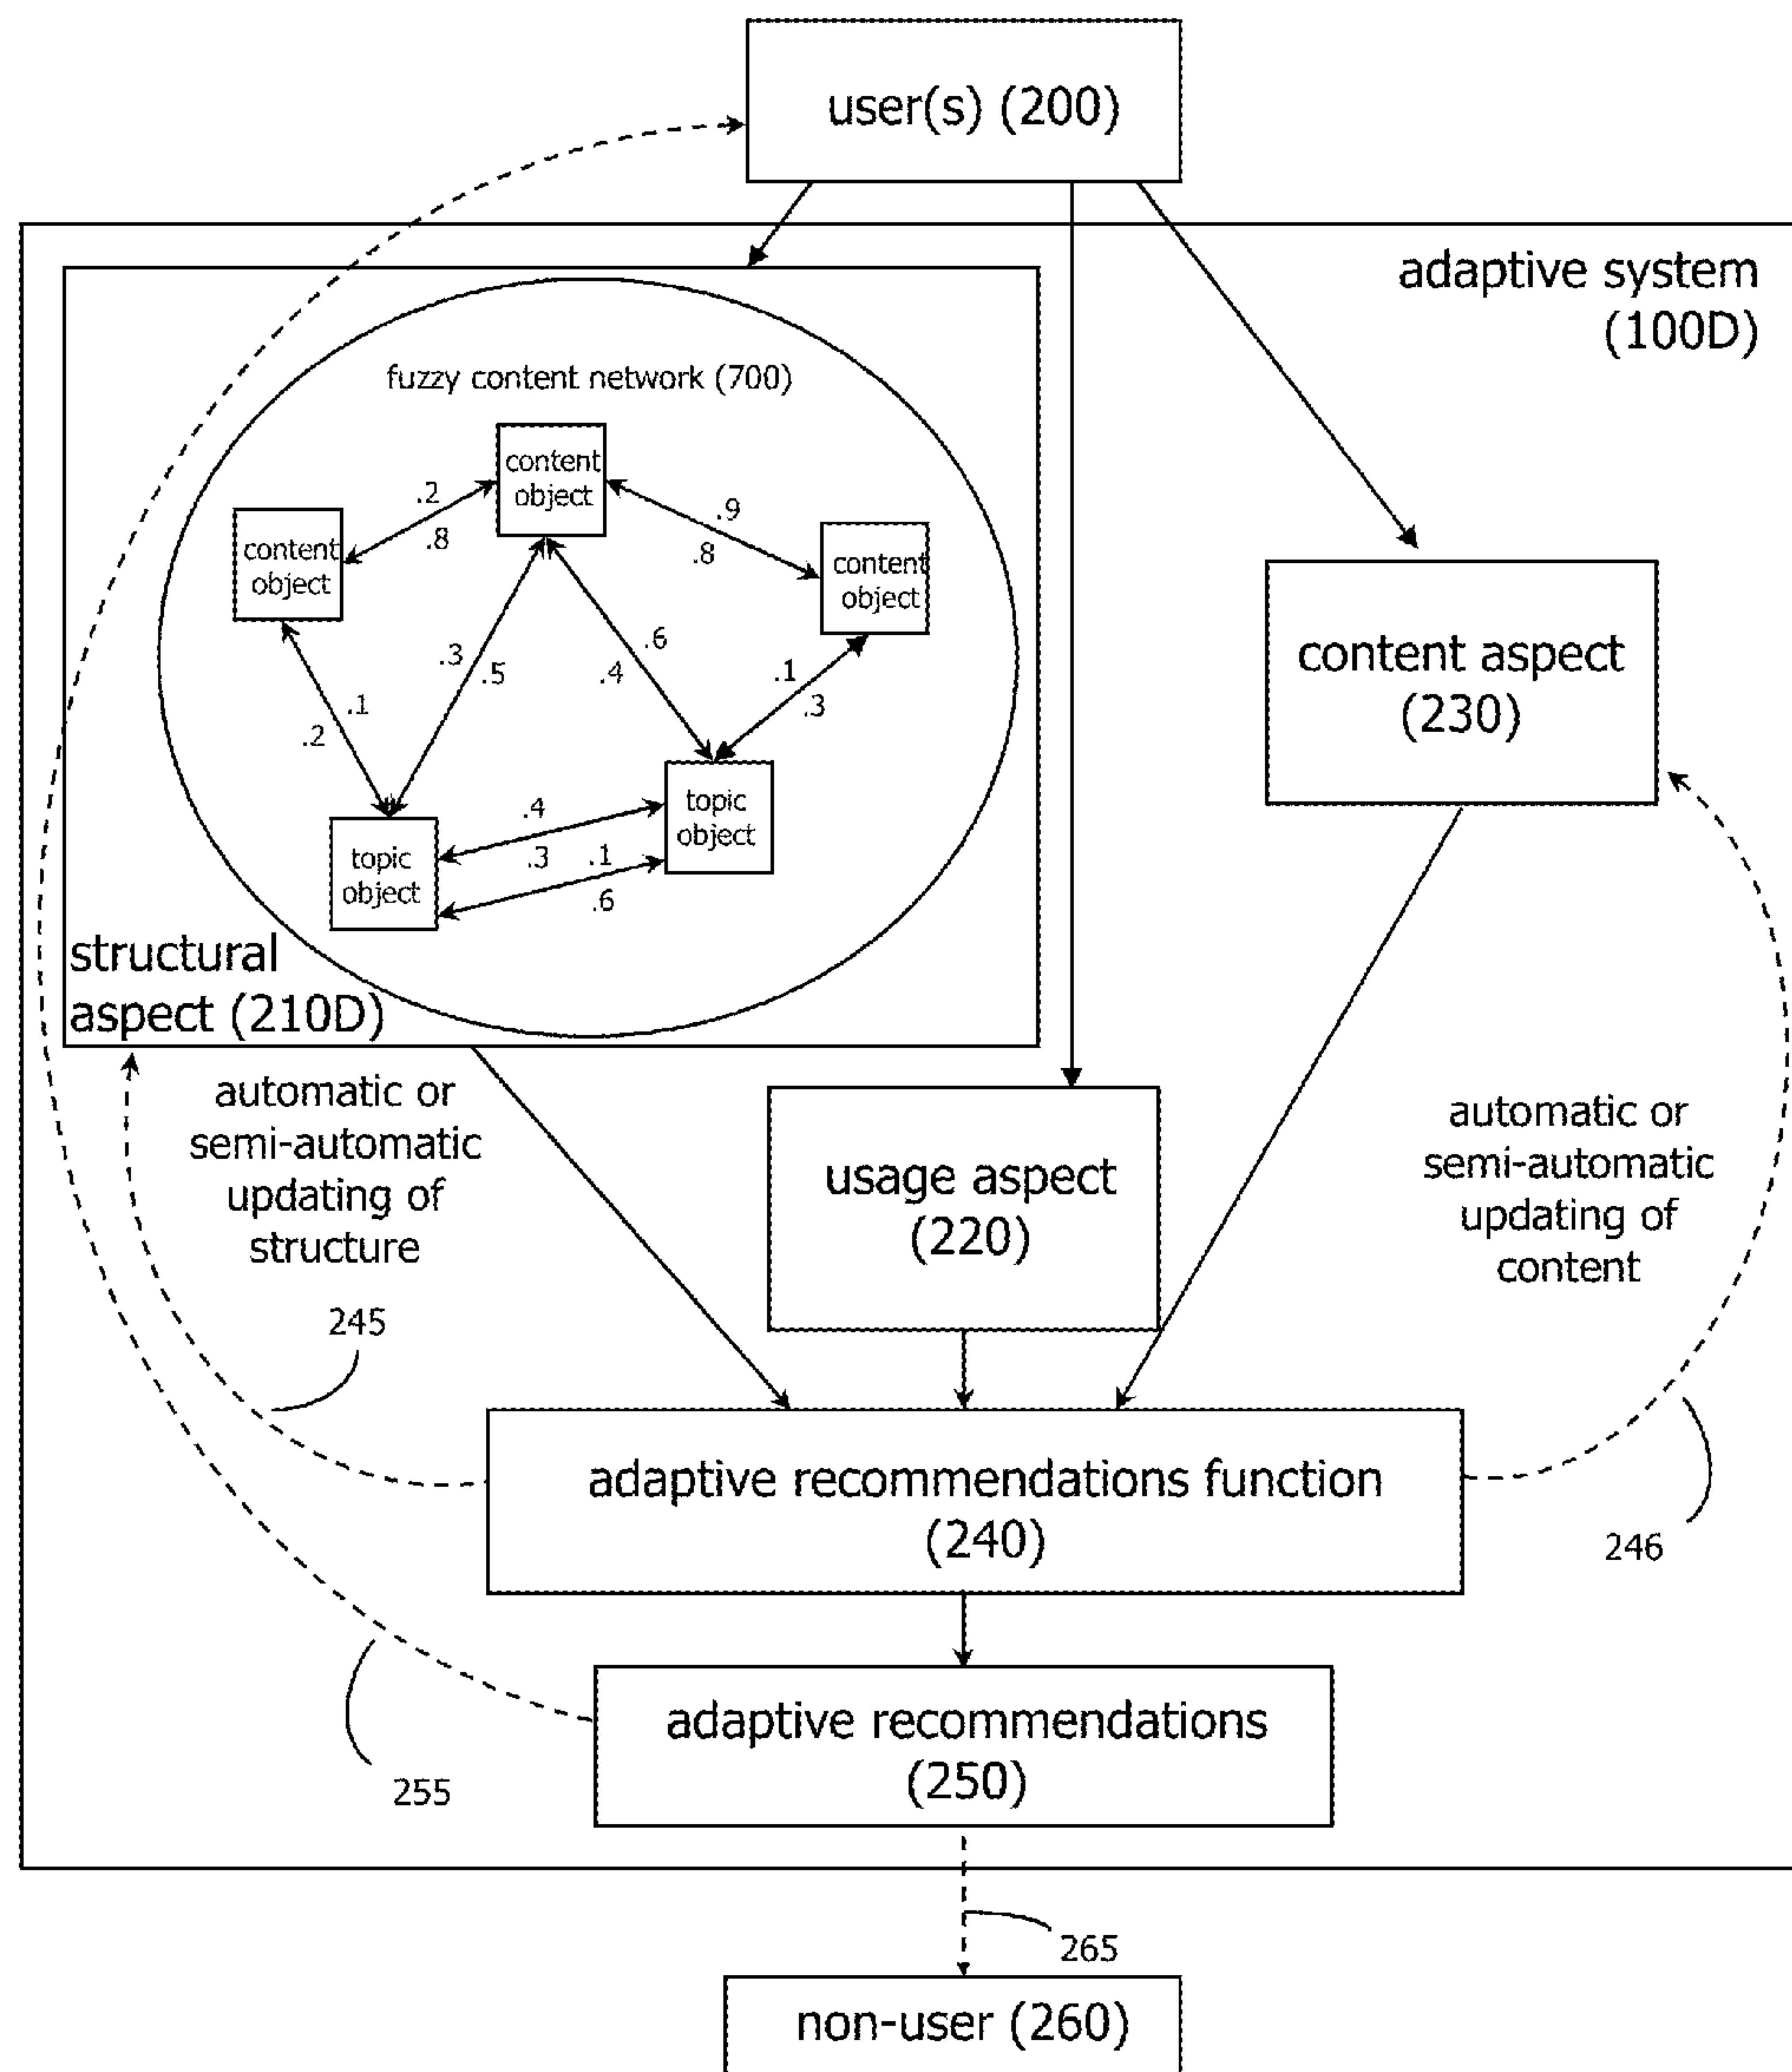 user(s) (200)
adaptive system
(100D)
fuzzy content network (700)
content
object
.2
.8
.9
.8
content
object
content
object
.3
.5
.6
.4
.1
.3
.1
.2
topic
object
.4
.3
.1
.6
topic
object
structural
aspect (210D)
content aspect
(230)
automatic or
semi-automatic
updating of
structure
245
usage aspect
(220)
automatic or
semi-automatic
updating of
content
246
adaptive recommendations function
(240)
adaptive recommendations
(250)
255
265
non-user (260)